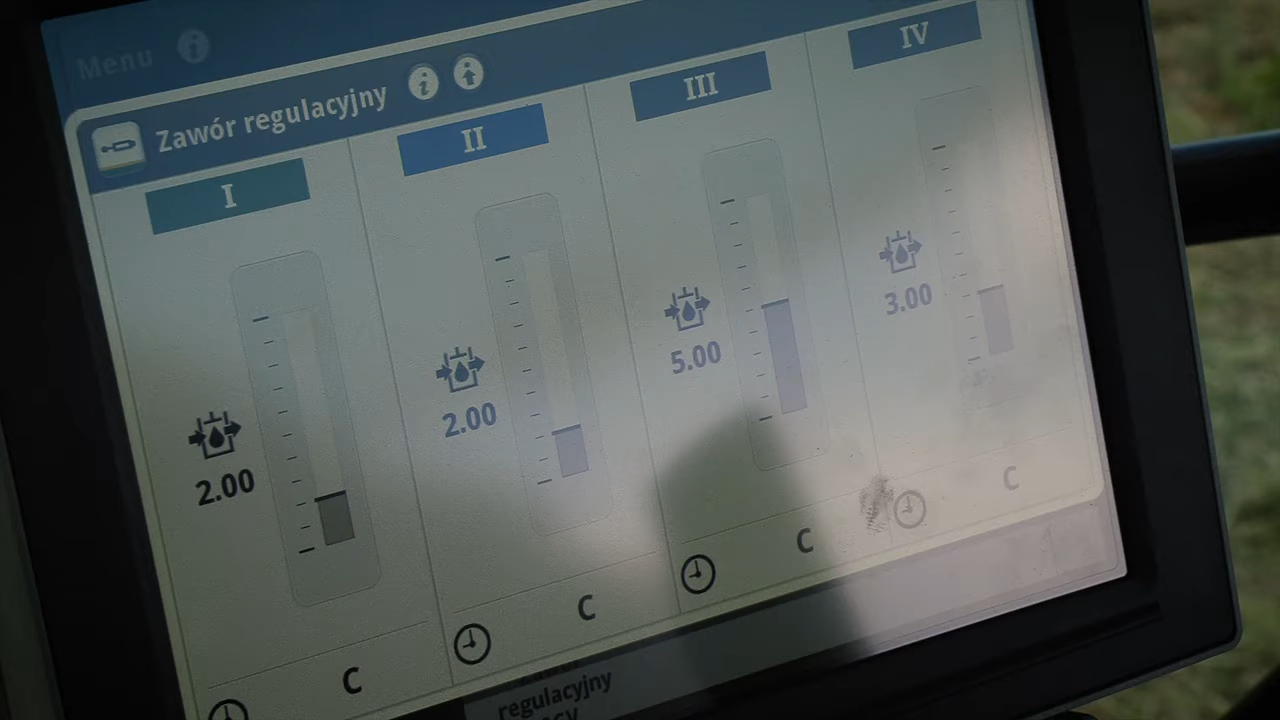 Menu
Zawór regulacyjny
I
II
III
IV
2.00
2.00
5.00
3.00
C
C
C
C
regulacyjny